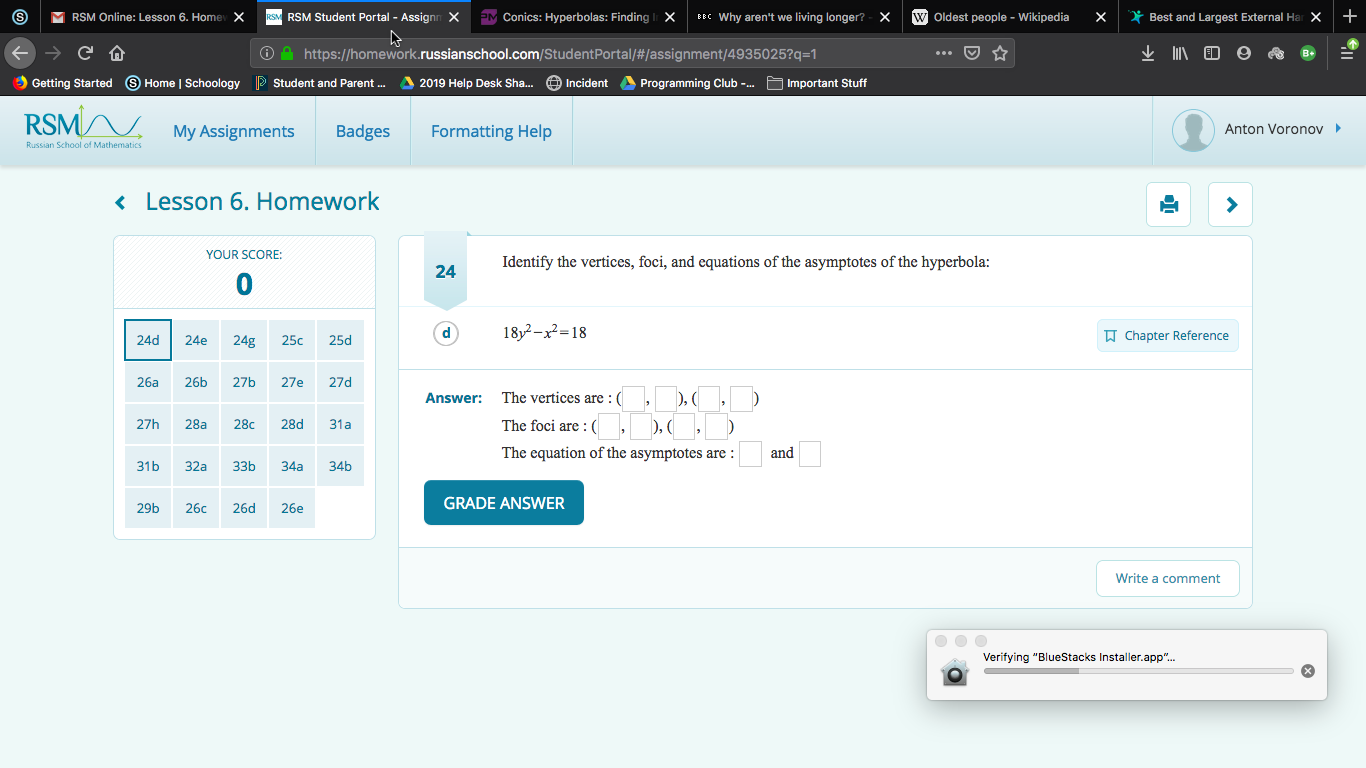 RSM Online: Lesson 6. Home
RSM Student Portal - Assign
Conics: Hyperbolas: Finding
BBC Why aren't we living longer? -
W Oldest people - Wikipedia
Best and Largest External Ha
https://homework.russianschool.com/StudentPortal/#/assignment/4935025?q=1
Getting Started
Home | Schoology
Student and Parent ...
2019 Help Desk Sha...
Incident
Programming Club -...
Important Stuff
RSM
Russian School of Mathematics
My Assignments
Badges
Formatting Help
Anton Voronov
Lesson 6. Homework
YOUR SCORE:
0
24d 24e 24g 25c 25d
26a 26b 27b 27e 27d
27h 28a 28c 28d 31a
31b 32a 33b 34a 34b
29b 26c 26d 26e
24
Identify the vertices, foci, and equations of the asymptotes of the hyperbola:
d
18y²−x²=18
Chapter Reference
Answer:
The vertices are : ( , ), ( , )
The foci are : ( , ), ( , )
The equation of the asymptotes are : and
GRADE ANSWER
Write a comment
Verifying "BlueStacks Installer.app"...